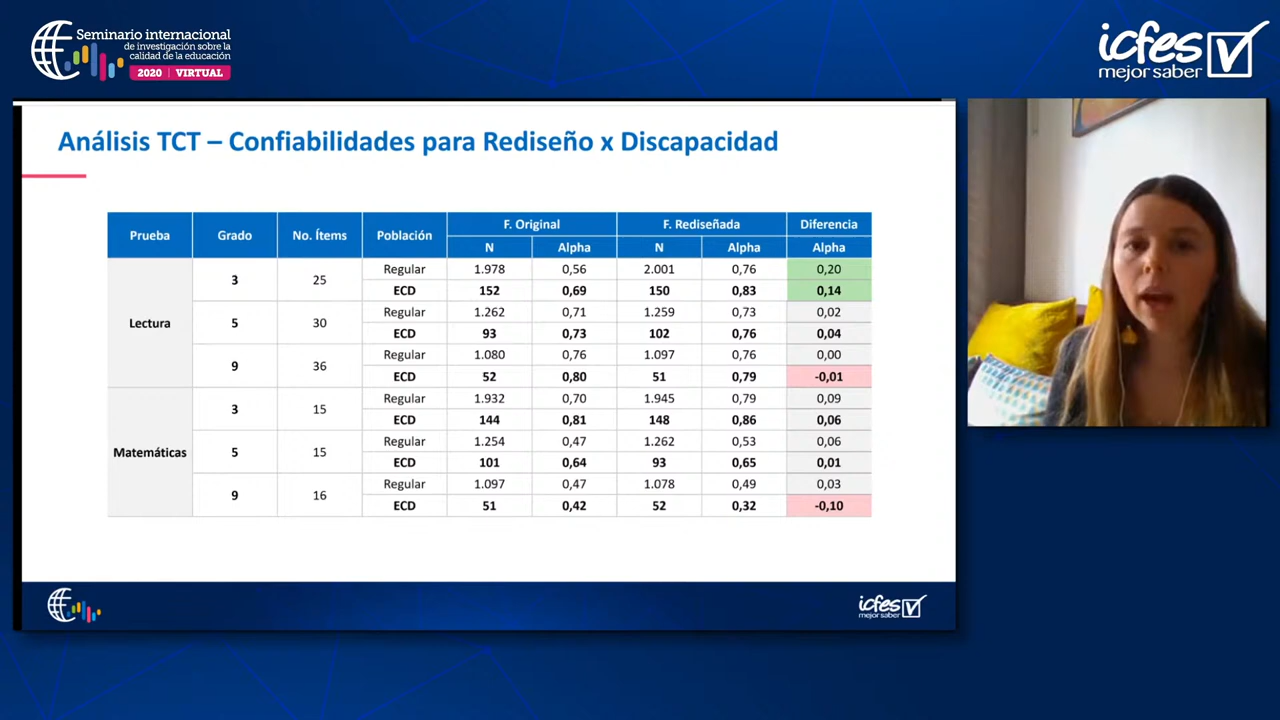 Seminario internacional
de investigación sobre la
calidad de la educación
2020 | VIRTUAL
icfes
mejor saber
Análisis TCT – Confiabilidades para Rediseño x Discapacidad
Prueba Grado No. Ítems Población F. Original F. Rediseñada Diferencia
N Alpha N Alpha Alpha
Lectura 3 25 Regular 1.978 0,56 2.001 0,76 0,20
ECD 152 0,69 150 0,83 0,14
5 30 Regular 1.262 0,71 1.259 0,73 0,02
ECD 93 0,73 102 0,76 0,04
9 36 Regular 1.080 0,76 1.097 0,76 0,00
ECD 52 0,80 51 0,79 -0,01
Matemáticas 3 15 Regular 1.932 0,70 1.945 0,79 0,09
ECD 144 0,81 148 0,86 0,06
5 15 Regular 1.254 0,47 1.262 0,53 0,06
ECD 101 0,64 93 0,65 0,01
9 16 Regular 1.097 0,47 1.078 0,49 0,03
ECD 51 0,42 52 0,32 -0,10
icfes
mejor saber